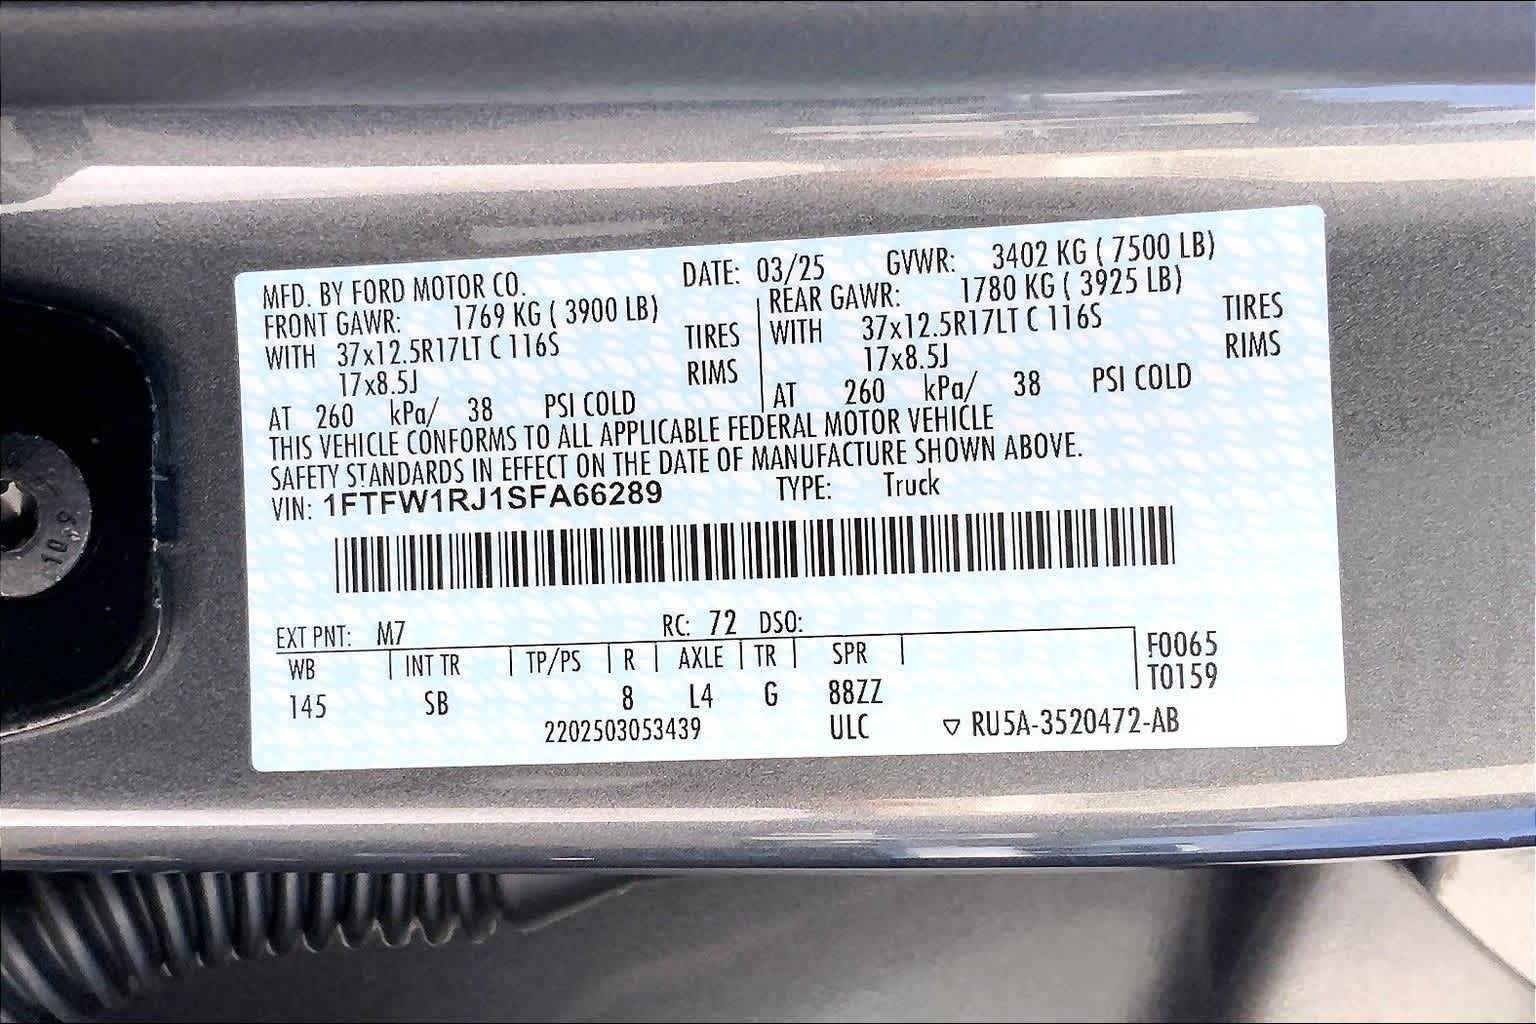 MFD. BY FORD MOTOR CO. DATE: 03/25 GVWR: 3402 KG ( 7500 LB)
FRONT GAWR: 1769 KG ( 3900 LB) REAR GAWR: 1780 KG ( 3925 LB)
WITH 37x12.5R17LT C 116S TIRES WITH 37x12.5R17LT C 116S TIRES
17x8.5J RIMS 17x8.5J RIMS
AT 260 kPa/ 38 PSI COLD AT 260 kPa/ 38 PSI COLD
THIS VEHICLE CONFORMS TO ALL APPLICABLE FEDERAL MOTOR VEHICLE
SAFETY STANDARDS IN EFFECT ON THE DATE OF MANUFACTURE SHOWN ABOVE.
VIN: 1FTFW1RJ1SFA66289 TYPE: Truck
EXT PNT: M7 RC: 72 DSO:
WB INT TR TP/PS R AXLE TR SPR F0065
145 SB 8 L4 G 88ZZ T0159
2202503053439 ULC ▽ RU5A-3520472-AB
10.9